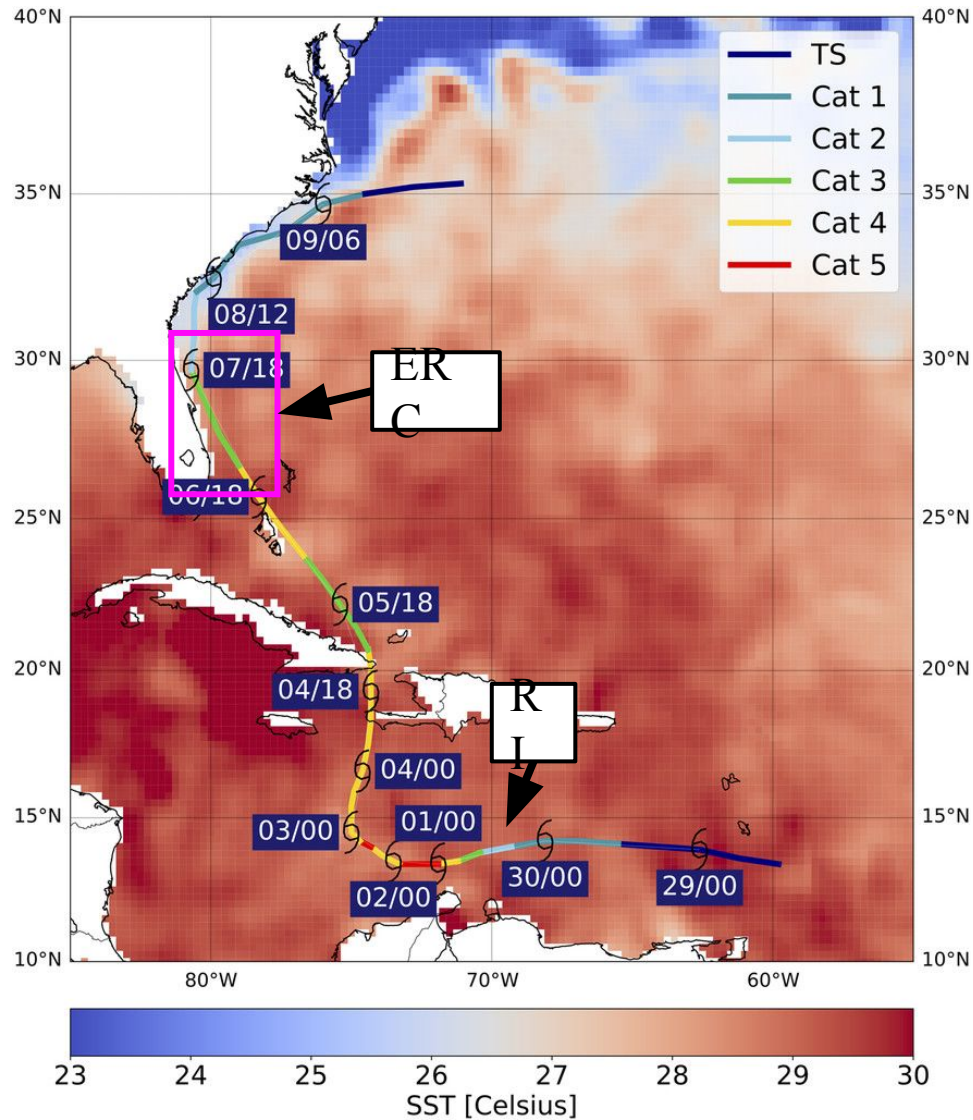 40°N
40°N
TS
Cat 1
Cat 2
Cat 3
Cat 4
Cat 5
35°N
35°N
09/06
08/12
30°N
30°N
07/18
ER
C
06/18
25°N
25°N
05/18
20°N
20°N
04/18
R
I
04/00
15°N
15°N
03/00
01/00
02/00
30/00
29/00
10°N
10°N
80°W
70°W
60°W
23
24
25
26
27
28
29
30
SST [Celsius]